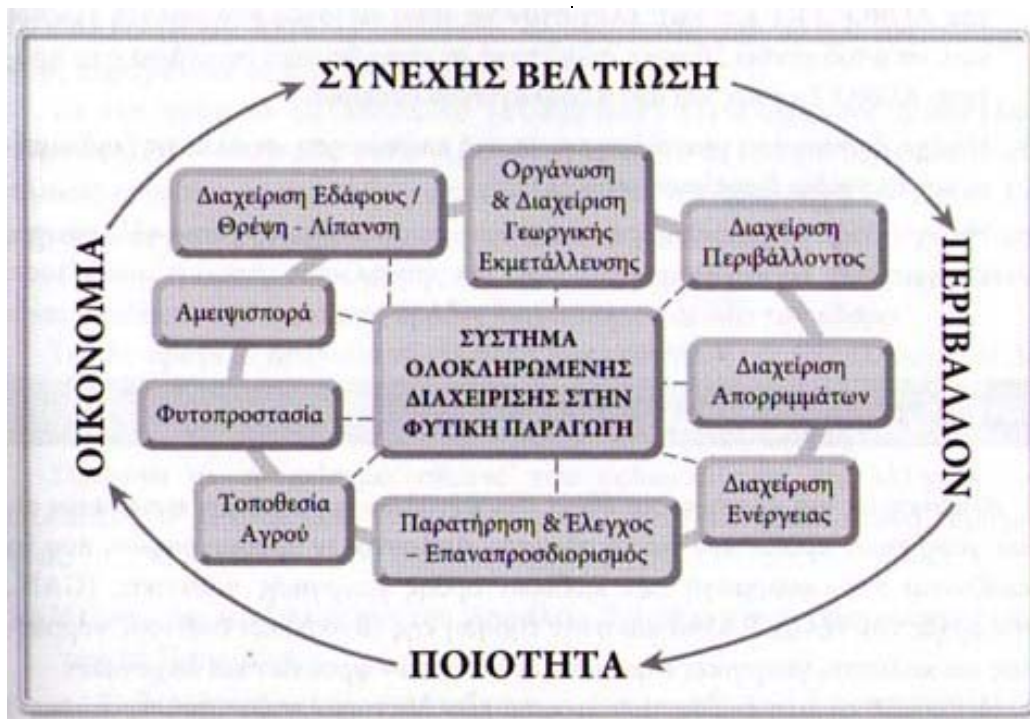 ΣΥΝΕΧΗΣ ΒΕΛΤΙΩΣΗ
ΟΙΚΟΝΟΜΙΑ
ΠΕΡΙΒΑΛΛΟΝ
ΠΟΙΟΤΗΤΑ
Διαχείριση Εδάφους /
Θρέψη - Λίπανση
Οργάνωση
& Διαχείριση
Γεωργικής
Εκμετάλλευσης
Διαχείριση
Περιβάλλοντος
Αμειψισπορά
ΣΥΣΤΗΜΑ
ΟΛΟΚΛΗΡΩΜΕΝΗΣ
ΔΙΑΧΕΙΡΙΣΗΣ ΣΤΗΝ
ΦΥΤΙΚΗ ΠΑΡΑΓΩΓΗ
Διαχείριση
Απορριμμάτων
Φυτοπροστασία
Τοποθεσία
Αγρού
Παρατήρηση & Έλεγχος
– Επαναπροσδιορισμός
Διαχείριση
Ενέργειας